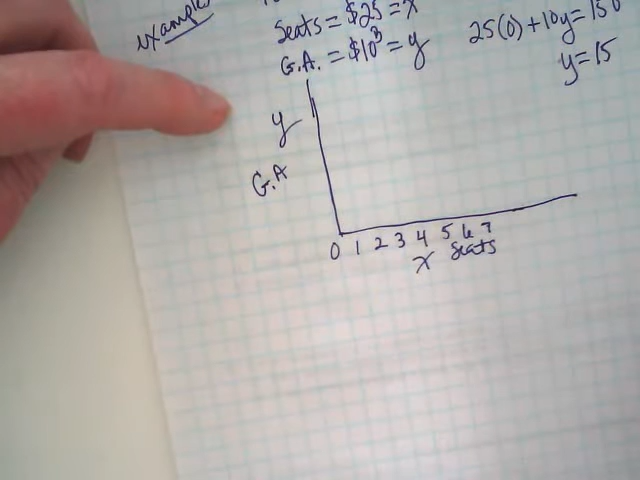 example
Seats = $25 = x
G.A. = $10 = y
25(0)+10y=150
y=15
y
G.A
0 1 2 3 4 5 6 7
x seats